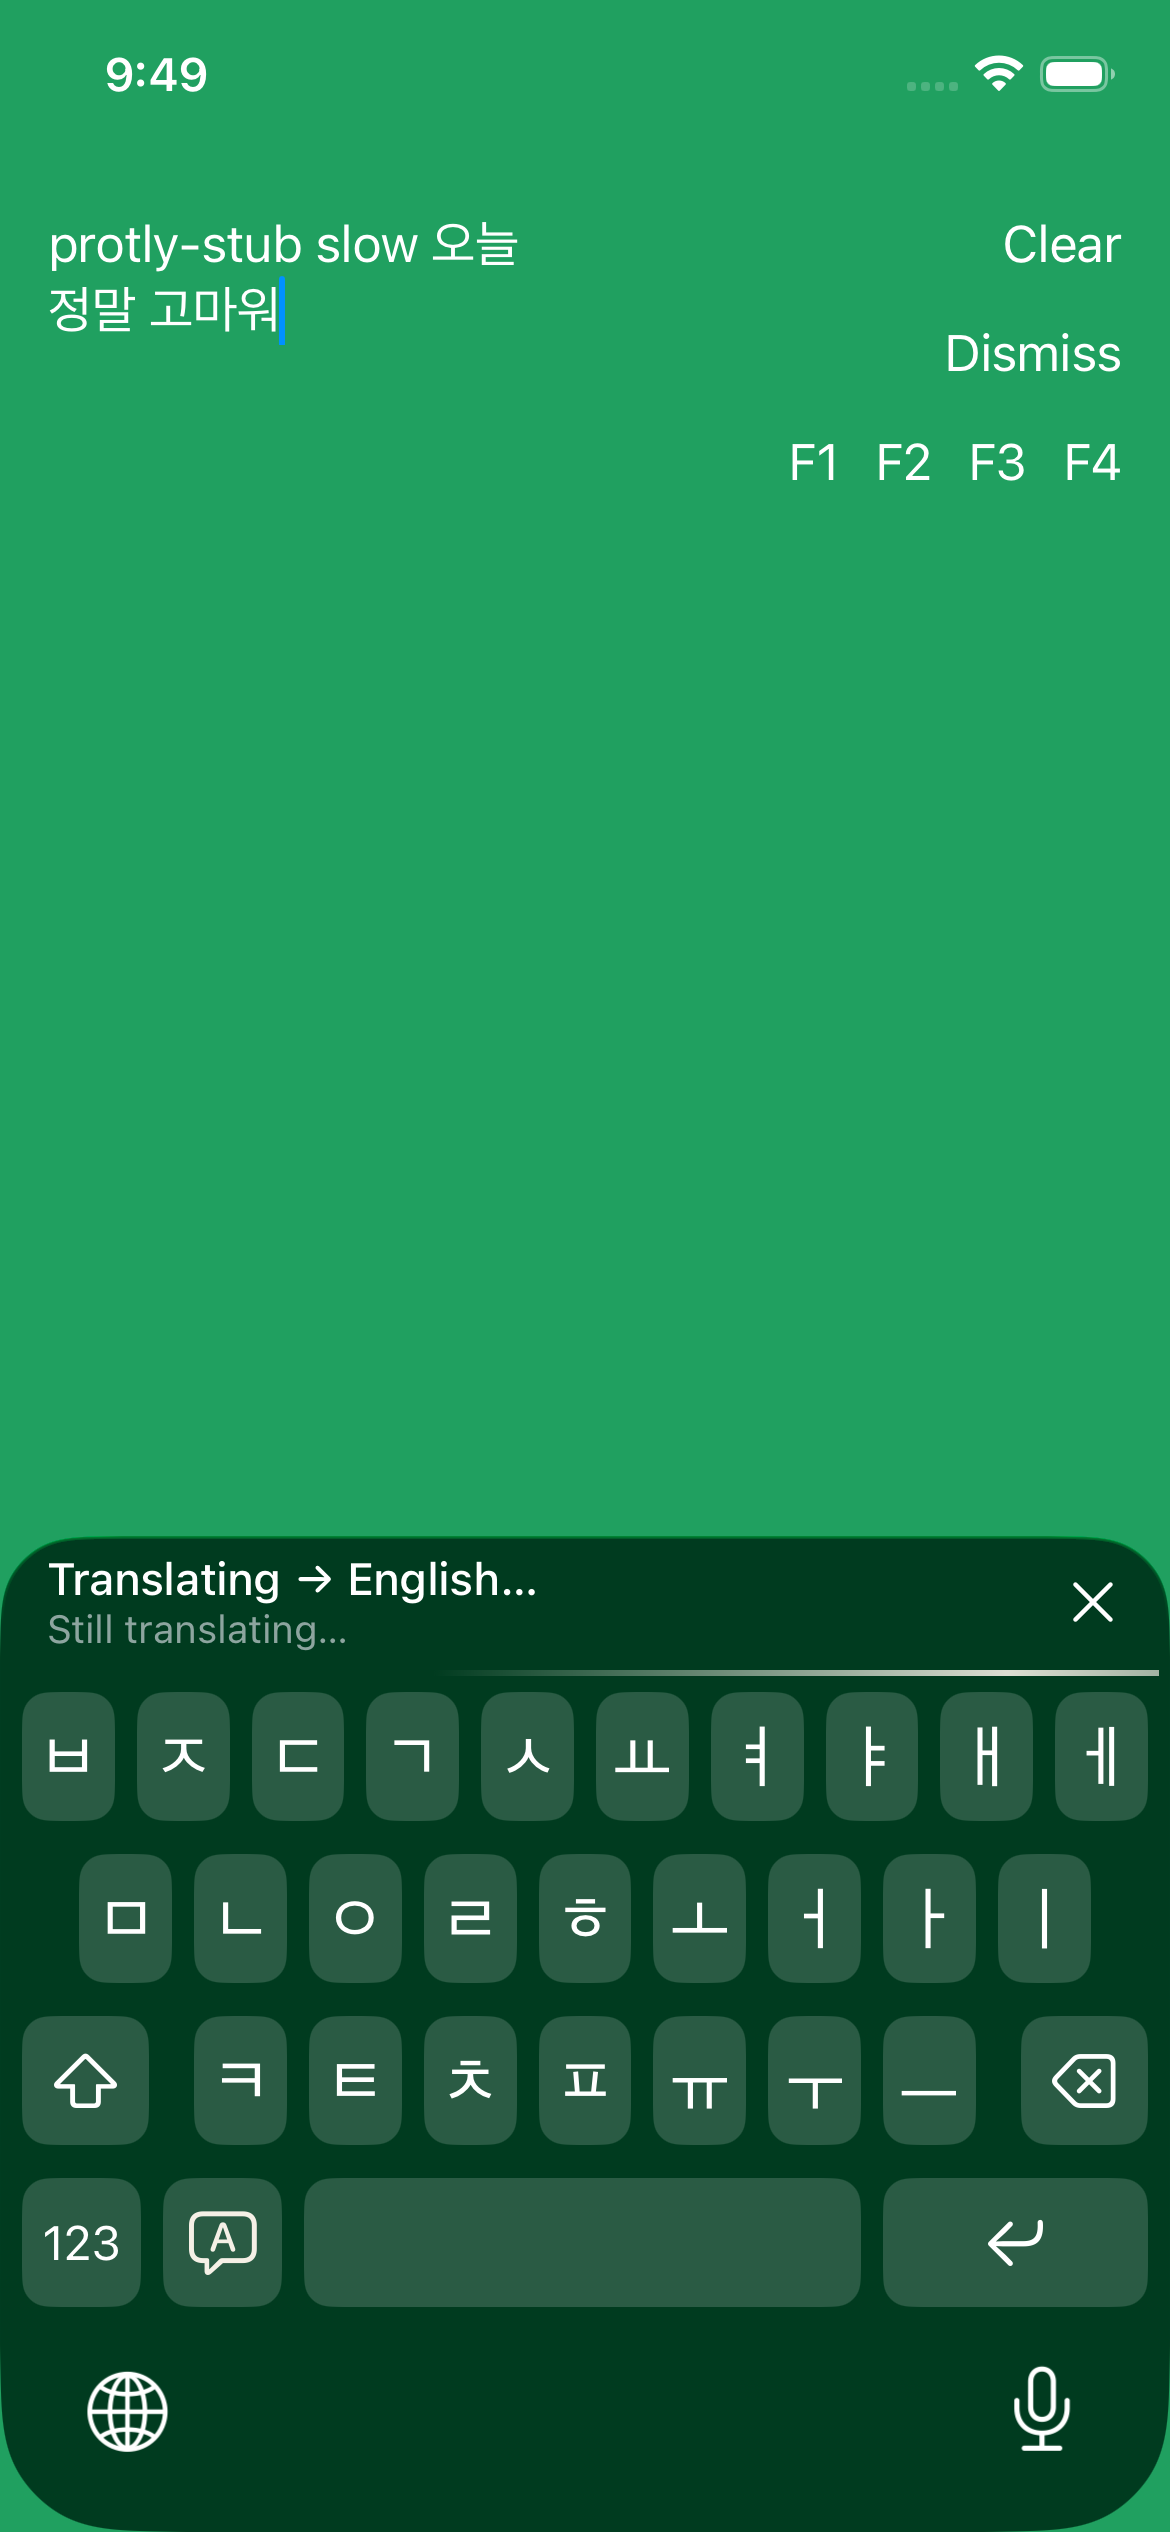 9:49
protly-stub slow 오늘
정말 고마워
Clear
Dismiss
F1 F2 F3 F4
Translating → English...
Still translating...
ㅂ ㅈ ㄷ ㄱ ㅅ ㅛ ㅕ ㅑ ㅐ ㅔ
ㅁ ㄴ ㅇ ㄹ ㅎ ㅗ ㅓ ㅏ ㅣ
ㅋ ㅌ ㅊ ㅍ ㅠ ㅜ ㅡ
123 A